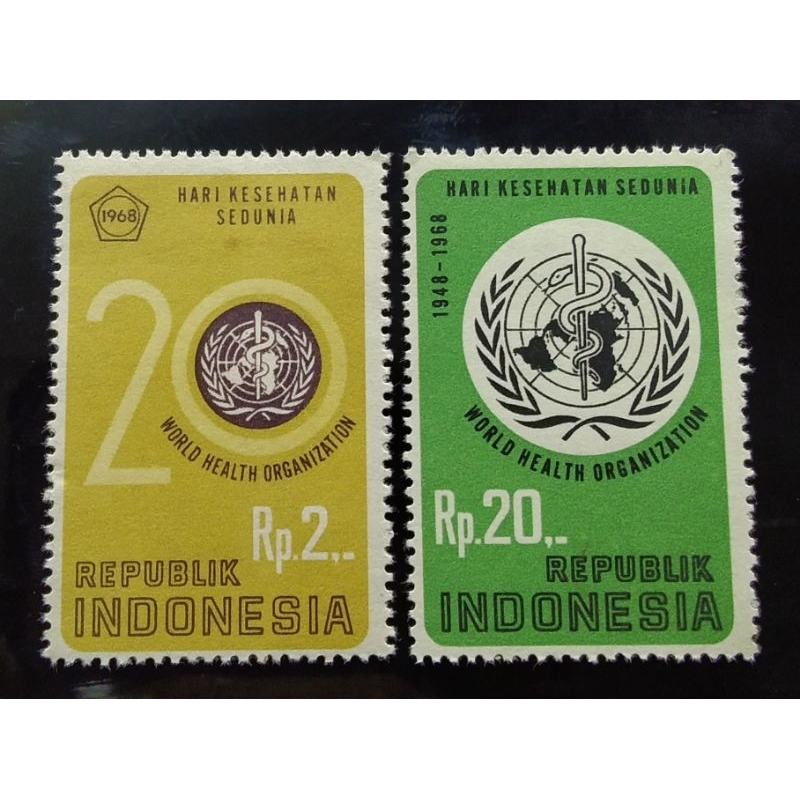 1968
HARI KESEHATAN
SEDUNIA
20
WORLD HEALTH ORGANIZATION
Rp.2,-
REPUBLIK
INDONESIA
HARI KESEHATAN SEDUNIA
1948-1968
WORLD HEALTH ORGANIZATION
Rp.20,-
REPUBLIK
INDONESIA